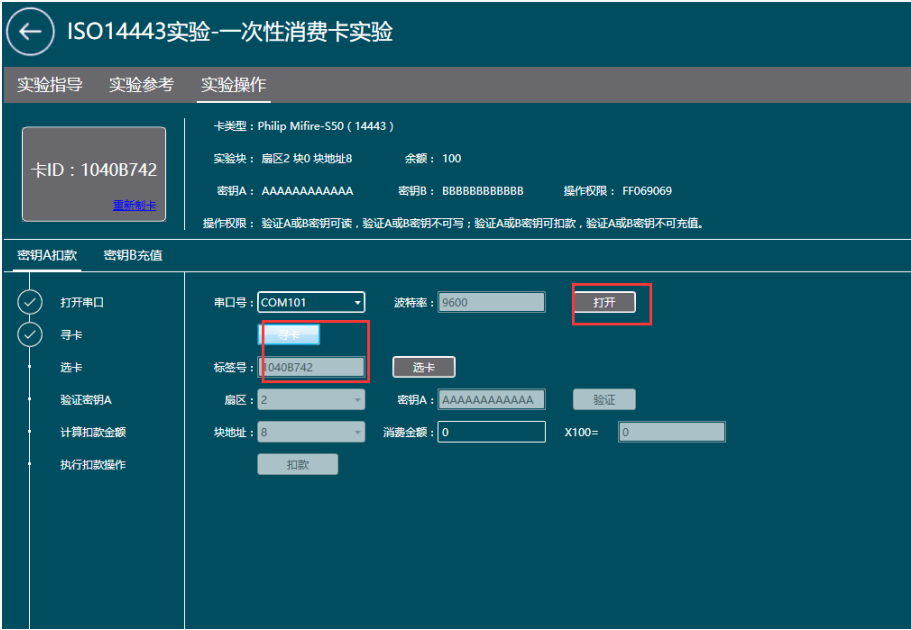 ISO14443实验-一次性消费卡实验
实验指导 实验参考 实验操作
卡类型：Philip Mifire-S50（14443）
卡ID：1040B742
重新制卡
实验块： 扇区2 块0 块地址8 余额： 100
密钥A： AAAAAAAAAAAA 密钥B： BBBBBBBBBBBB 操作权限： FF069069
操作权限： 验证A或B密钥可读，验证A或B密钥不可写；验证A或B密钥可扣款，验证A或B密钥不可充值。
密钥A扣款 密钥B充值
打开串口 串口号： COM101 波特率： 9600 打开
寻卡 寻卡
选卡 标签号： 1040B742 选卡
验证密钥A 扇区： 2 密钥A： AAAAAAAAAAAA 验证
计算扣款金额 块地址： 8 消费金额： 0 X100= 0
执行扣款操作 扣款